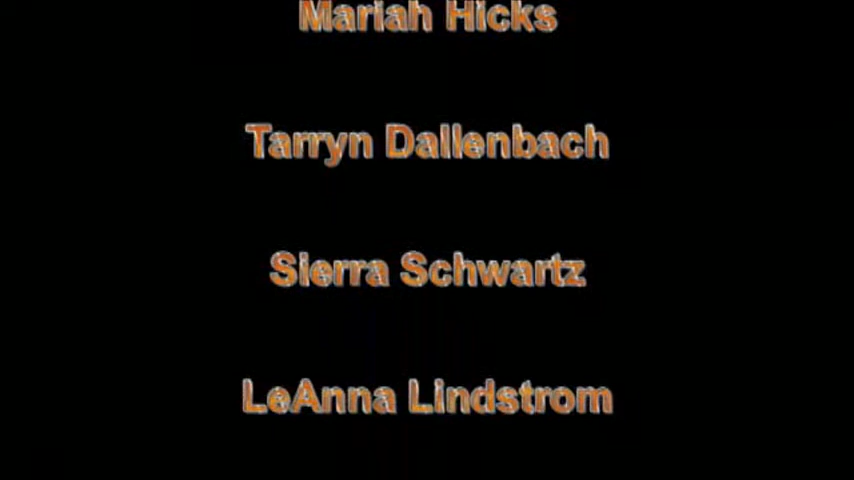 Mariah Hicks
Tarryn Dallenbach
Sierra Schwartz
LeAnna Lindstrom